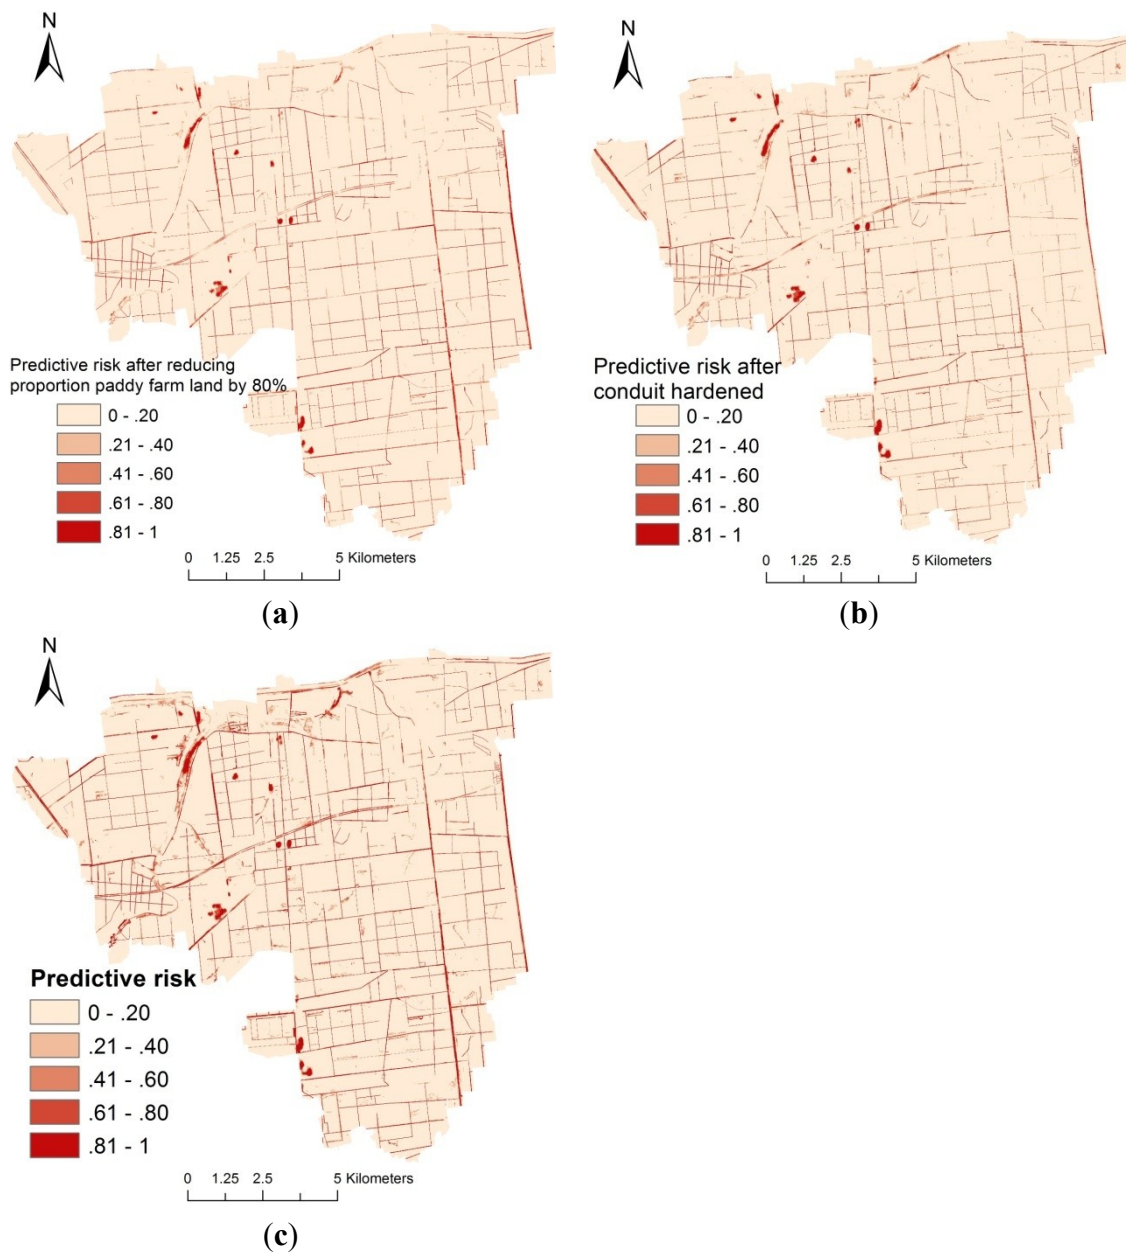 N
Predictive risk after reducing
proportion paddy farm land by 80%
0 - .20
.21 - .40
.41 - .60
.61 - .80
.81 - 1
0 1.25 2.5 5 Kilometers
(a)
N
Predictive risk after
conduit hardened
0 - .20
.21 - .40
.41 - .60
.61 - .80
.81 - 1
0 1.25 2.5 5 Kilometers
(b)
N
Predictive risk
0 - .20
.21 - .40
.41 - .60
.61 - .80
.81 - 1
0 1.25 2.5 5 Kilometers
(c)